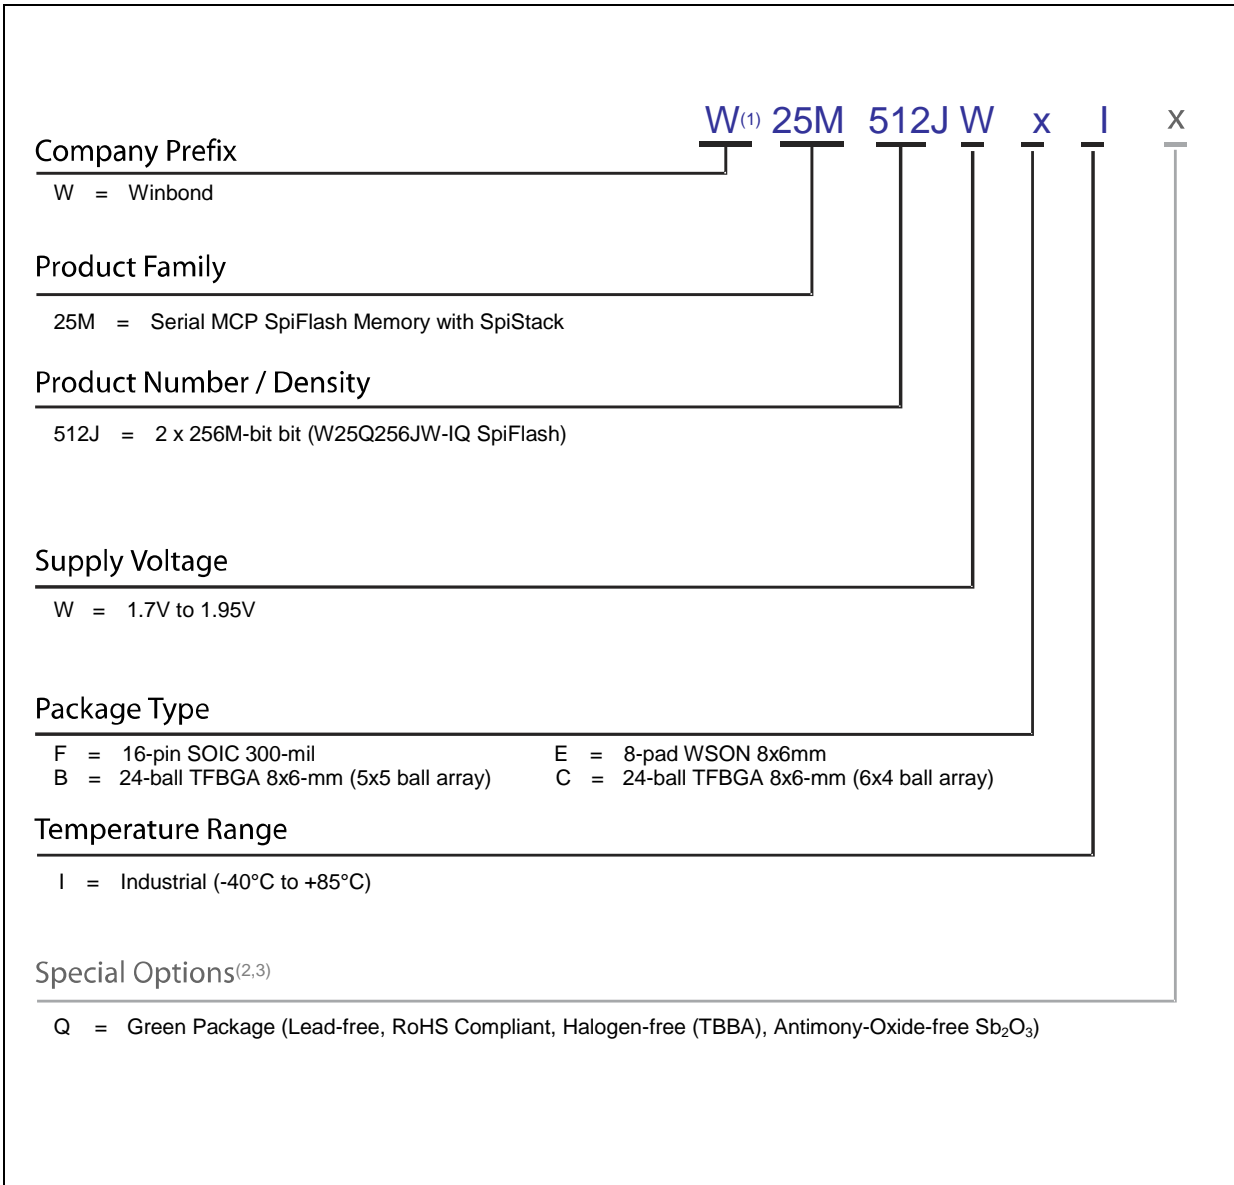 W(1) 25M 512J W x I x
Company Prefix
W = Winbond
Product Family
25M = Serial MCP SpiFlash Memory with SpiStack
Product Number / Density
512J = 2 x 256M-bit bit (W25Q256JW-IQ SpiFlash)
Supply Voltage
W = 1.7V to 1.95V
Package Type
F = 16-pin SOIC 300-mil E = 8-pad WSON 8x6mm
B = 24-ball TFBGA 8x6-mm (5x5 ball array) C = 24-ball TFBGA 8x6-mm (6x4 ball array)
Temperature Range
I = Industrial (-40°C to +85°C)
Special Options(2,3)
Q = Green Package (Lead-free, RoHS Compliant, Halogen-free (TBBA), Antimony-Oxide-free Sb₂O₃)